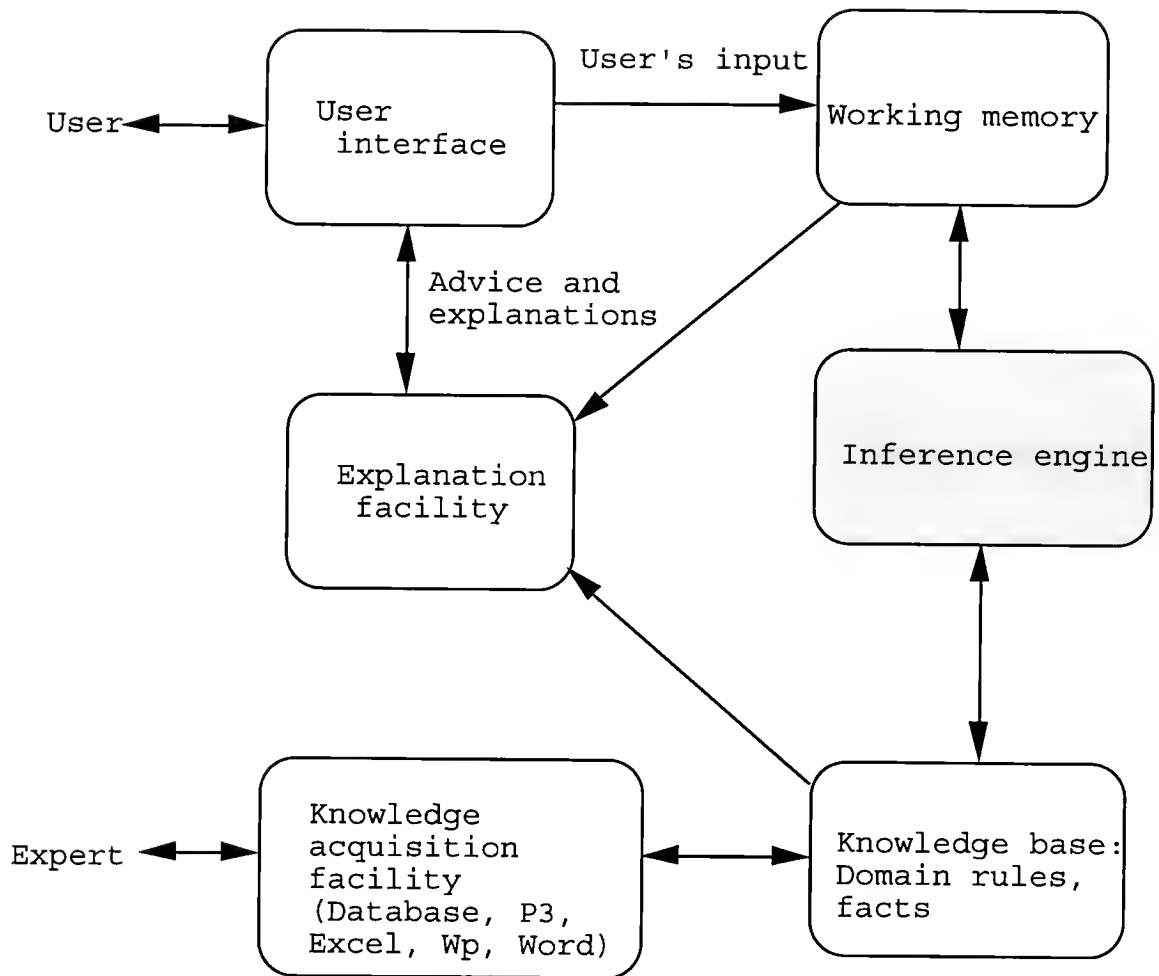 User's input
User
User
interface
Working memory
Advice and
explanations
Explanation
facility
Inference engine
Expert
Knowledge
acquisition
facility
(Database, P3,
Excel, Wp, Word)
Knowledge base:
Domain rules,
facts